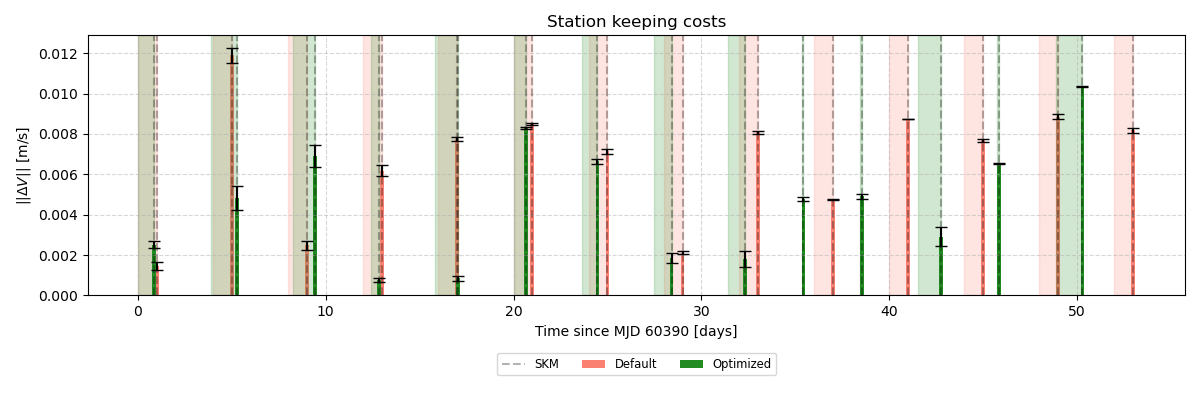 Station keeping costs
||ΔV|| [m/s]
0.012
0.010
0.008
0.006
0.004
0.002
0.000
0 10 20 30 40 50
Time since MJD 60390 [days]
SKM Default Optimized